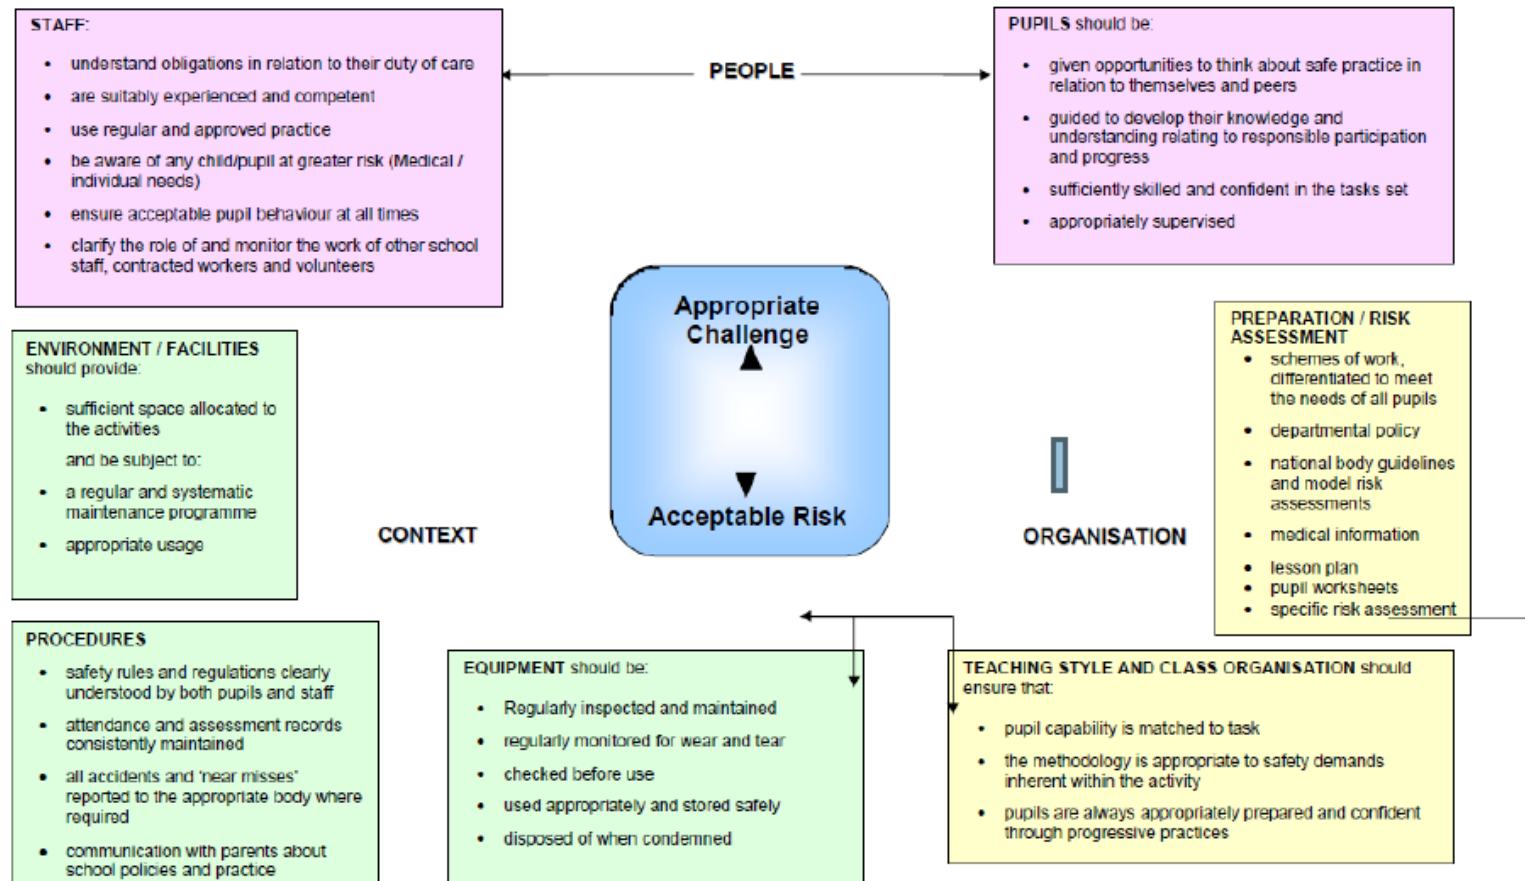 STAFF:
• understand obligations in relation to their duty of care
• are suitably experienced and competent
• use regular and approved practice
• be aware of any child/pupil at greater risk (Medical /
individual needs)
• ensure acceptable pupil behaviour at all times
• clarify the role of and monitor the work of other school
staff, contracted workers and volunteers
PEOPLE
PUPILS should be:
• given opportunities to think about safe practice in
relation to themselves and peers
• guided to develop their knowledge and
understanding relating to responsible participation
and progress
• sufficiently skilled and confident in the tasks set
• appropriately supervised
ENVIRONMENT / FACILITIES
should provide:
• sufficient space allocated to
the activities
and be subject to:
• a regular and systematic
maintenance programme
• appropriate usage
CONTEXT
Appropriate
Challenge
Acceptable Risk
ORGANISATION
PREPARATION / RISK
ASSESSMENT
• schemes of work,
differentiated to meet
the needs of all pupils
• departmental policy
• national body guidelines
and model risk
assessments
• medical information
• lesson plan
• pupil worksheets
• specific risk assessment
PROCEDURES
• safety rules and regulations clearly
understood by both pupils and staff
• attendance and assessment records
consistently maintained
• all accidents and 'near misses'
reported to the appropriate body where
required
• communication with parents about
school policies and practice
EQUIPMENT should be:
• Regularly inspected and maintained
• regularly monitored for wear and tear
• checked before use
• used appropriately and stored safely
• disposed of when condemned
TEACHING STYLE AND CLASS ORGANISATION should
ensure that:
• pupil capability is matched to task
• the methodology is appropriate to safety demands
inherent within the activity
• pupils are always appropriately prepared and confident
through progressive practices